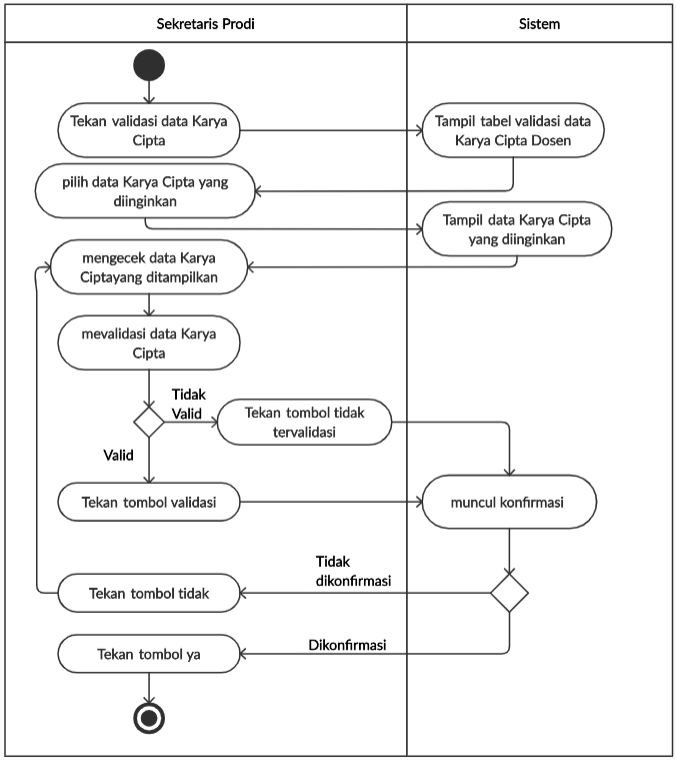 Sekretaris Prodi
Sistem
Tekan validasi data Karya
Cipta
Tampil tabel validasi data
Karya Cipta Dosen
pilih data Karya Cipta yang
diinginkan
Tampil data Karya Cipta
yang diinginkan
mengecek data Karya
Ciptayang ditampilkan
mevalidasi data Karya
Cipta
Tidak
Valid
Tekan tombol tidak
tervalidasi
Valid
Tekan tombol validasi
muncul konfirmasi
Tidak
dikonfirmasi
Tekan tombol tidak
Dikonfirmasi
Tekan tombol ya